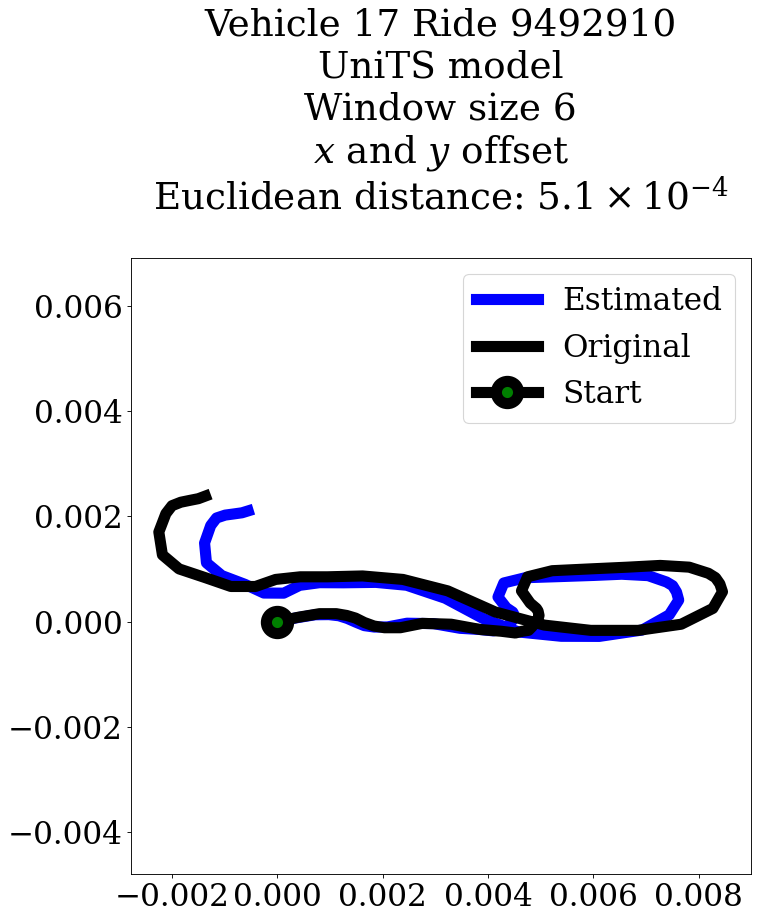 Vehicle 17 Ride 9492910
UniTS model
Window size 6
x and y offset
Euclidean distance: 5.1 × 10⁻⁴
Estimated
Original
Start
0.006
0.004
0.002
0.000
−0.002
−0.004
−0.002 0.000 0.002 0.004 0.006 0.008